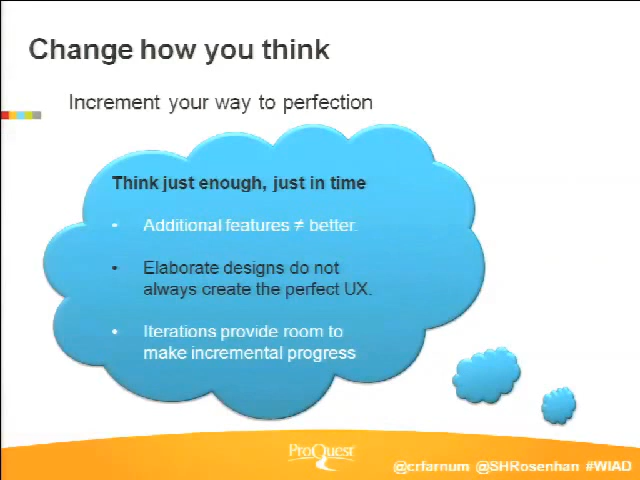 Change how you think
Increment your way to perfection
Think just enough, just in time
• Additional features ≠ better.
• Elaborate designs do not
always create the perfect UX.
• Iterations provide room to
make incremental progress
ProQuest
@crfarnum @SHRosenhan #WIAD